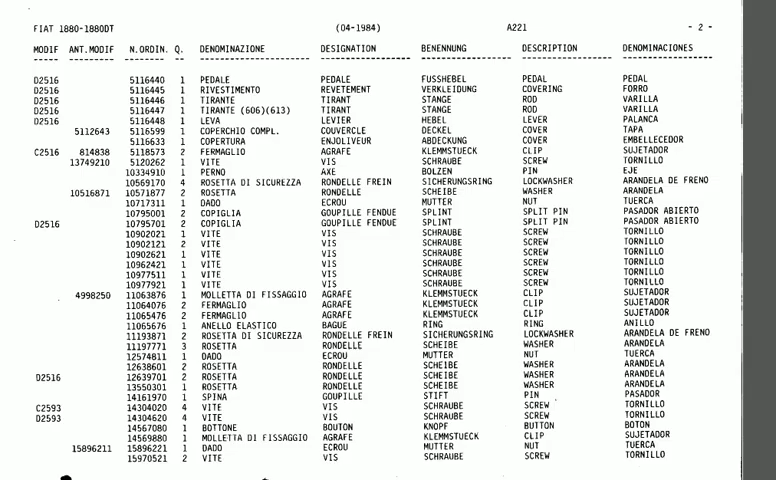 FIAT 1880-1880DT (04-1984) A221 - 2 -
MODIF ANT.MODIF N.ORDIN. Q. DENOMINAZIONE DESIGNATION BENENNUNG DESCRIPTION DENOMINACIONES
D2516 5116440 1 PEDALE PEDALE FUSSHEBEL PEDAL PEDAL
D2516 5116445 1 RIVESTIMENTO REVETEMENT VERKLEIDUNG COVERING FORRO
D2516 5116446 1 TIRANTE TIRANT STANGE ROD VARILLA
D2516 5116447 1 TIRANTE (606)(613) TIRANT STANGE ROD VARILLA
D2516 5116448 1 LEVA LEVIER HEBEL LEVER PALANCA
5112643 5116599 1 COPERCHIO COMPL. COUVERCLE DECKEL COVER TAPA
5116633 1 COPERTURA ENJOLIVEUR ABDECKUNG COVER EMBELLECEDOR
C2516 814838 5118573 2 FERMAGLIO AGRAFE KLEMMSTUECK CLIP SUJETADOR
13749210 5120262 1 VITE VIS SCHRAUBE SCREW TORNILLO
10334910 1 PERNO AXE BOLZEN PIN EJE
10569170 4 ROSETTA DI SICUREZZA RONDELLE FREIN SICHERUNGSRING LOCKWASHER ARANDELA DE FRENO
10516871 10571877 2 ROSETTA RONDELLE SCHEIBE WASHER ARANDELA
10717311 1 DADO ECROU MUTTER NUT TUERCA
10795001 2 COPIGLIA GOUPILLE FENDUE SPLINT SPLIT PIN PASADOR ABIERTO
D2516 10795701 2 COPIGLIA GOUPILLE FENDUE SPLINT SPLIT PIN PASADOR ABIERTO
10902021 1 VITE VIS SCHRAUBE SCREW TORNILLO
10902121 2 VITE VIS SCHRAUBE SCREW TORNILLO
10902621 1 VITE VIS SCHRAUBE SCREW TORNILLO
10962421 1 VITE VIS SCHRAUBE SCREW TORNILLO
10977511 1 VITE VIS SCHRAUBE SCREW TORNILLO
10977921 1 VITE VIS SCHRAUBE SCREW TORNILLO
4998250 11063876 1 MOLLETTA DI FISSAGGIO AGRAFE KLEMMSTUECK CLIP SUJETADOR
11064076 2 FERMAGLIO AGRAFE KLEMMSTUECK CLIP SUJETADOR
11065476 2 FERMAGLIO AGRAFE KLEMMSTUECK CLIP SUJETADOR
11065676 1 ANELLO ELASTICO BAGUE RING RING ANILLO
11193871 2 ROSETTA DI SICUREZZA RONDELLE FREIN SICHERUNGSRING LOCKWASHER ARANDELA DE FRENO
11197771 3 ROSETTA RONDELLE SCHEIBE WASHER ARANDELA
12574811 1 DADO ECROU MUTTER NUT TUERCA
12638601 2 ROSETTA RONDELLE SCHEIBE WASHER ARANDELA
D2516 12639701 2 ROSETTA RONDELLE SCHEIBE WASHER ARANDELA
13550301 1 ROSETTA RONDELLE SCHEIBE WASHER ARANDELA
14161970 1 SPINA GOUPILLE STIFT PIN PASADOR
C2593 14304020 4 VITE VIS SCHRAUBE SCREW TORNILLO
D2593 14304620 4 VITE VIS SCHRAUBE SCREW TORNILLO
14567080 1 BOTTONE BOUTON KNOPF BUTTON BOTON
14569880 1 MOLLETTA DI FISSAGGIO AGRAFE KLEMMSTUECK CLIP SUJETADOR
15896211 15896221 1 DADO ECROU MUTTER NUT TUERCA
15970521 2 VITE VIS SCHRAUBE SCREW TORNILLO